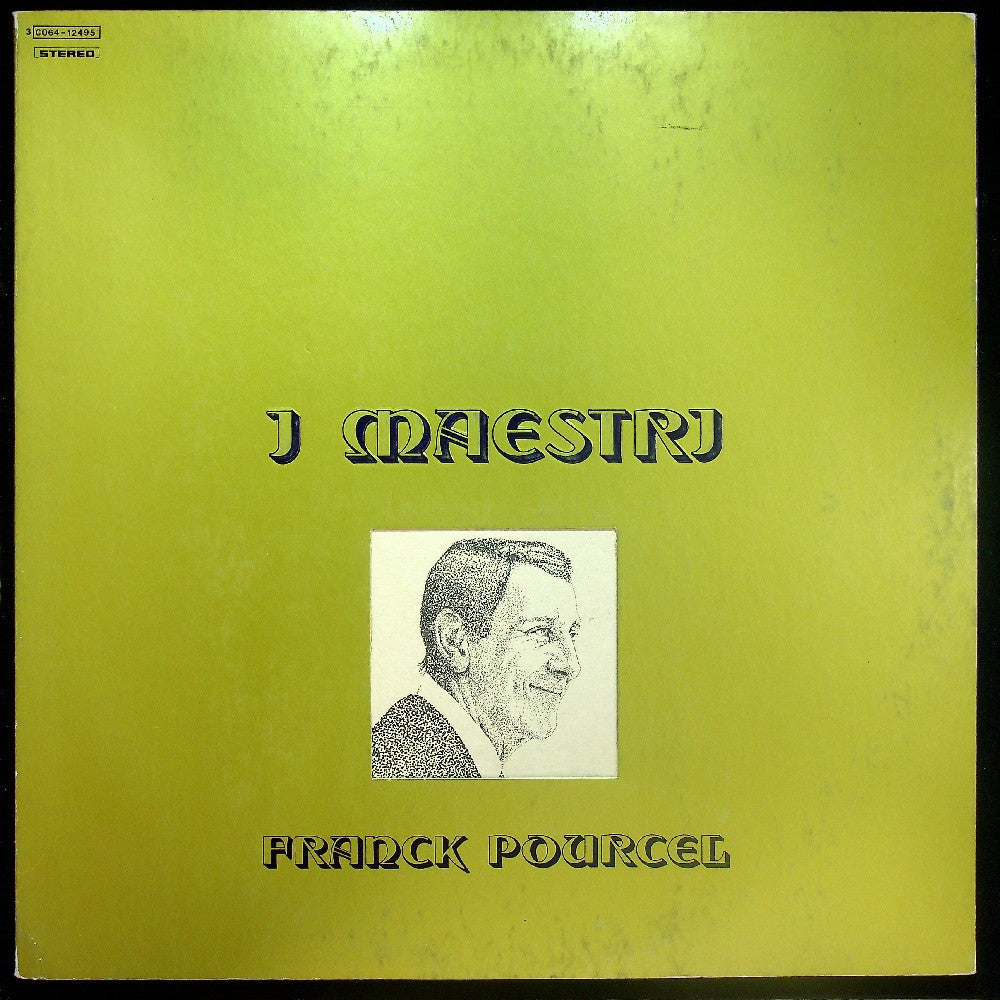 3 C064-12495
STEREO
I MAESTRI
FRANCK POURCEL